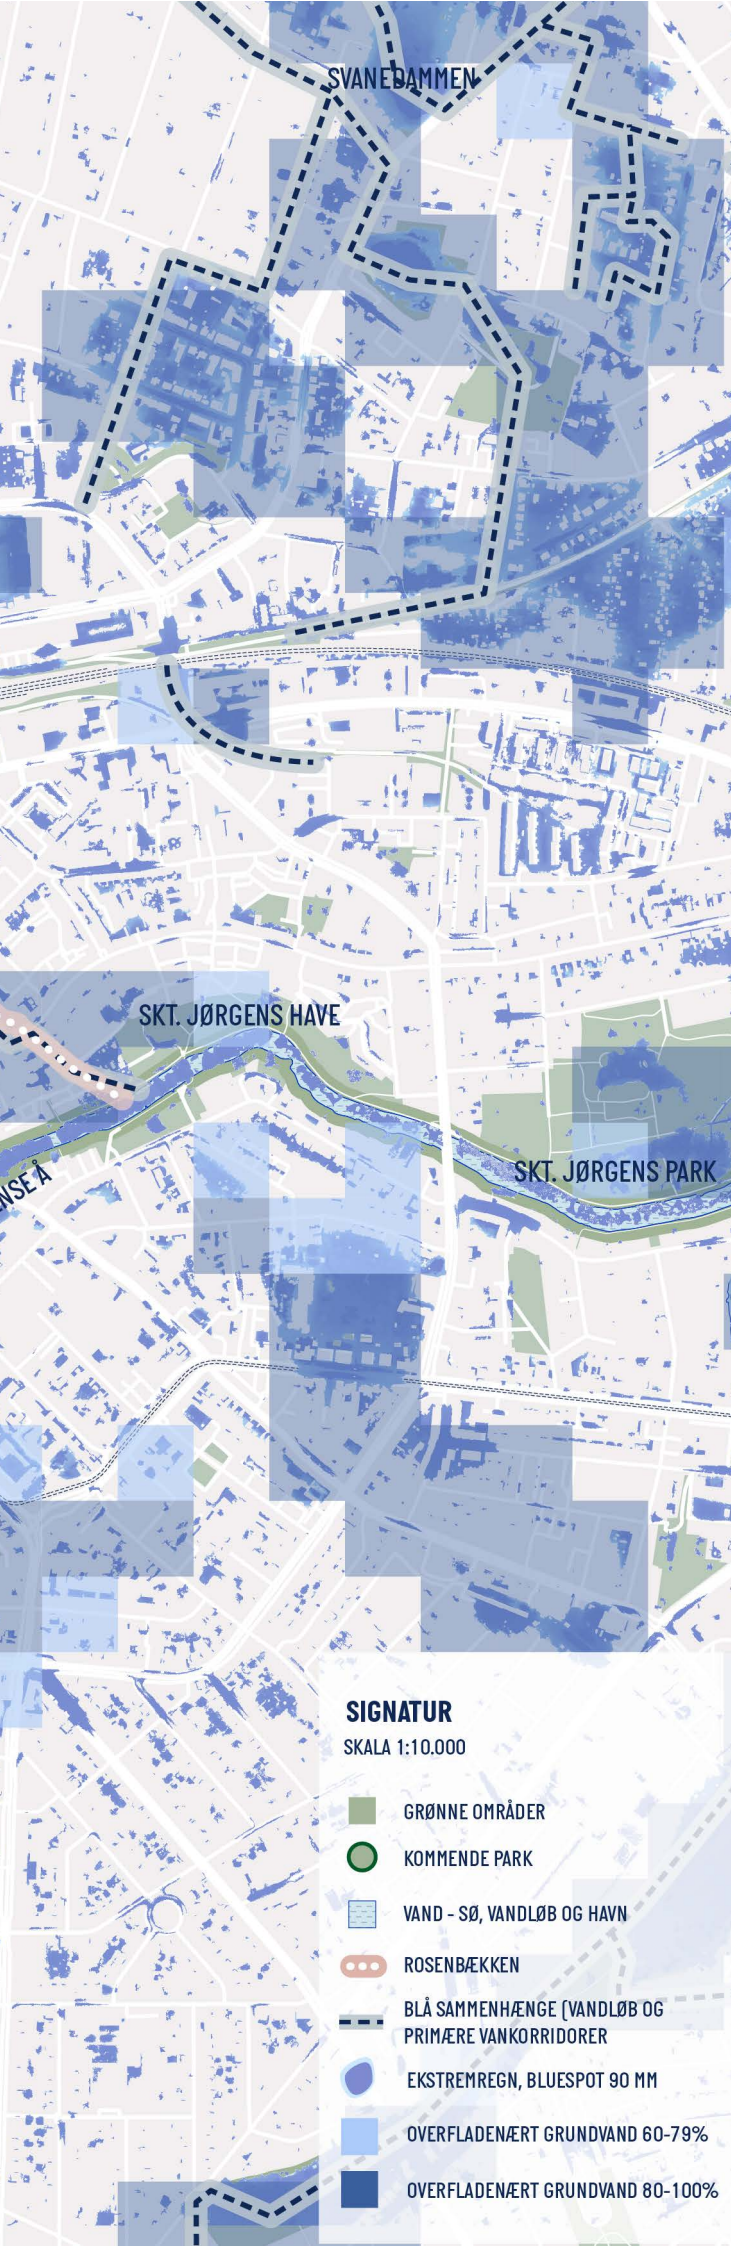 SVANEDAMMEN
SKT. JØRGENS HAVE
SKT. JØRGENS PARK
NSE Å
SIGNATUR
SKALA 1:10.000
GRØNNE OMRÅDER
KOMMENDE PARK
VAND - SØ, VANDLØB OG HAVN
ROSENBÆKKEN
BLÅ SAMMENHÆNGE (VANDLØB OG
PRIMÆRE VANKORRIDORER
EKSTREMREGN, BLUESPOT 90 MM
OVERFLADENÆRT GRUNDVAND 60-79%
OVERFLADENÆRT GRUNDVAND 80-100%